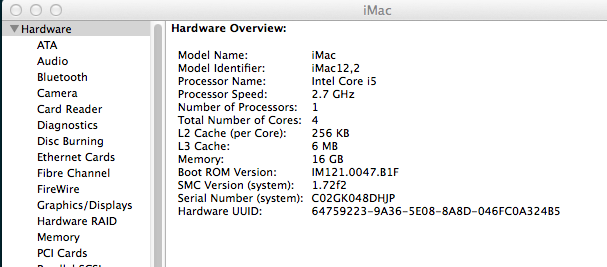 iMac
Hardware
ATA
Audio
Bluetooth
Camera
Card Reader
Diagnostics
Disc Burning
Ethernet Cards
Fibre Channel
FireWire
Graphics/Displays
Hardware RAID
Memory
PCI Cards
Parallel SCSI
Hardware Overview:
Model Name: iMac
Model Identifier: iMac12,2
Processor Name: Intel Core i5
Processor Speed: 2.7 GHz
Number of Processors: 1
Total Number of Cores: 4
L2 Cache (per Core): 256 KB
L3 Cache: 6 MB
Memory: 16 GB
Boot ROM Version: IM121.0047.B1F
SMC Version (system): 1.72f2
Serial Number (system): C02GK048DHJP
Hardware UUID: 64759223-9A36-5E08-8A8D-046FC0A324B5